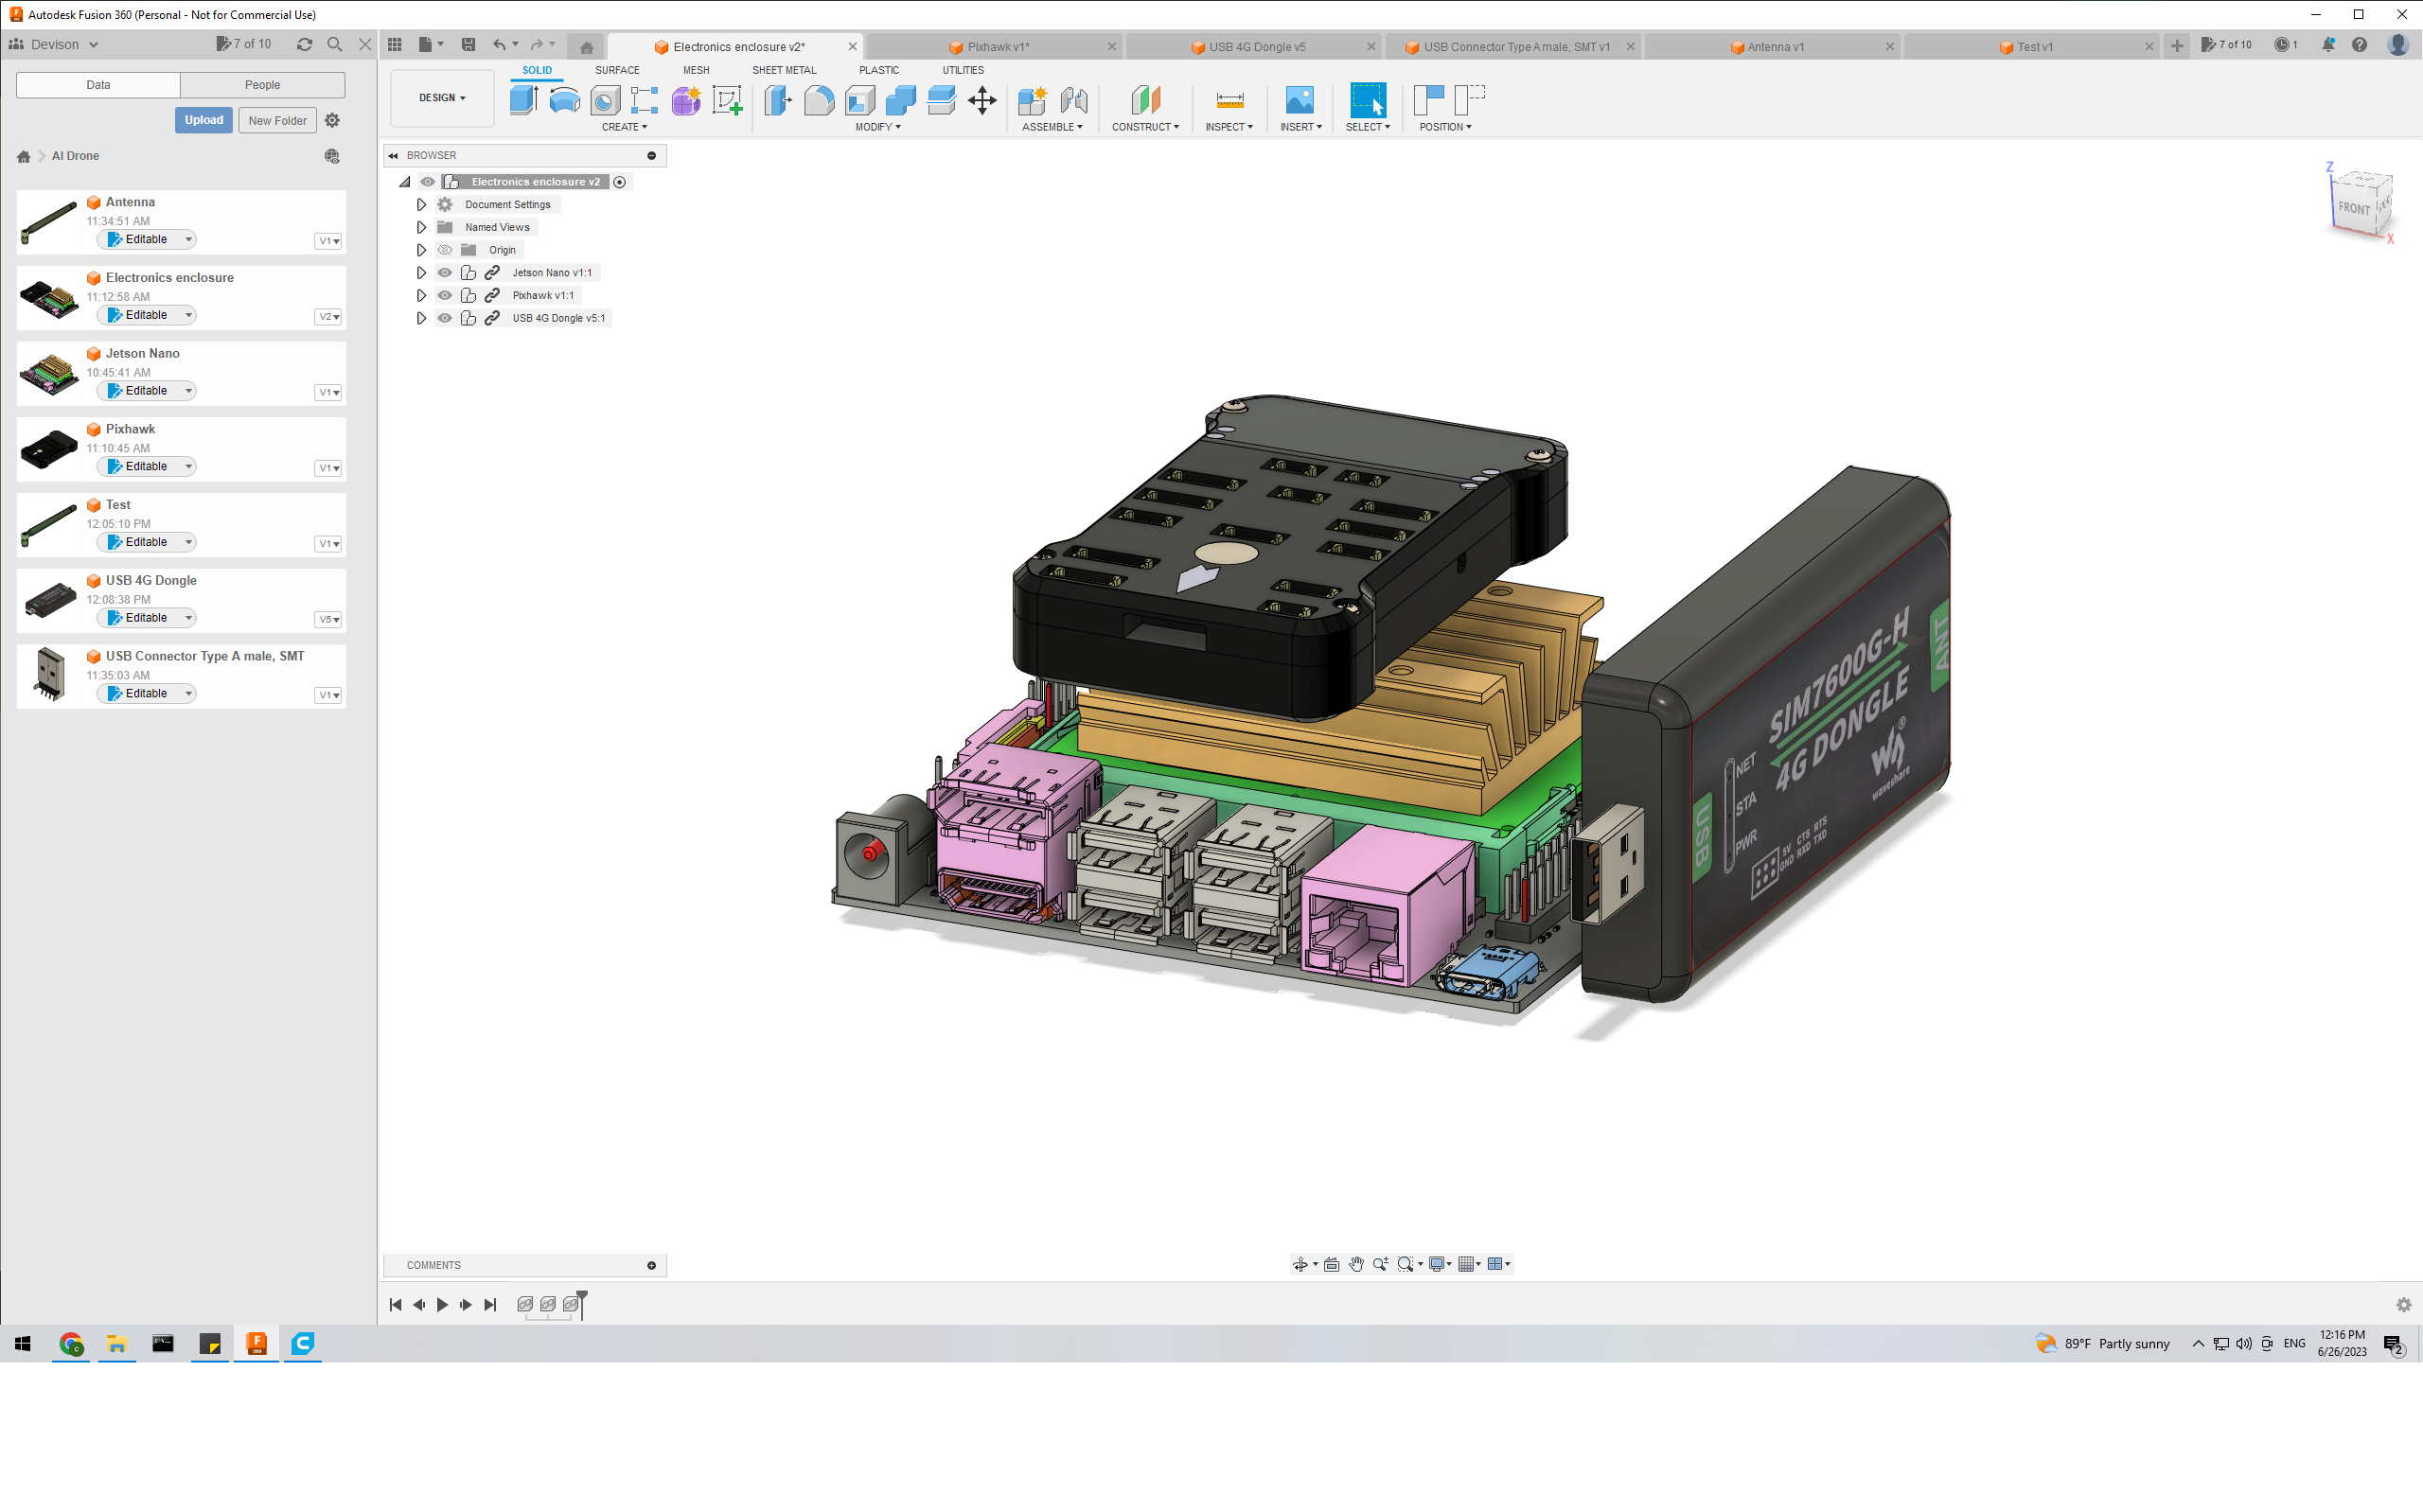 Autodesk Fusion 360 (Personal - Not for Commercial Use)
Devison
7 of 10
Electronics enclosure v2*
Pixhawk v1*
USB 4G Dongle v5
USB Connector Type A male, SMT v1
Antenna v1
Test v1
7 of 10
1
Data
People
Upload
New Folder
AI Drone
Antenna
11:34:51 AM
Editable
V1
Electronics enclosure
11:12:58 AM
Editable
V2
Jetson Nano
10:45:41 AM
Editable
V1
Pixhawk
11:10:45 AM
Editable
V1
Test
12:05:10 PM
Editable
V1
USB 4G Dongle
12:08:38 PM
Editable
V5
USB Connector Type A male, SMT
11:35:03 AM
Editable
V1
DESIGN
SOLID
SURFACE
MESH
SHEET METAL
PLASTIC
UTILITIES
CREATE
MODIFY
ASSEMBLE
CONSTRUCT
INSPECT
INSERT
SELECT
POSITION
BROWSER
Electronics enclosure v2
Document Settings
Named Views
Origin
Jetson Nano v1:1
Pixhawk v1:1
USB 4G Dongle v5:1
Z
FRONT
X
SIM7600G-H
4G DONGLE
ANT
USB
NET
STA
PWR
5V CTS RTS
GND RXD TXD
waveshare
COMMENTS
89°F Partly sunny
ENG
12:16 PM
6/26/2023
2